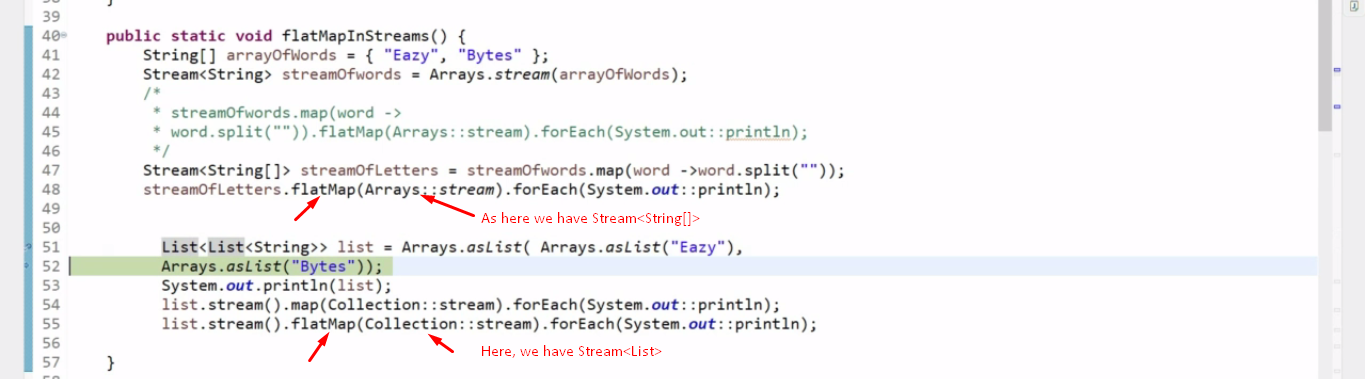 39
40 public static void flatMapInStreams() {
41 String[] arrayOfWords = { "Eazy", "Bytes" };
42 Stream<String> streamOfwords = Arrays.stream(arrayOfWords);
43 /*
44 * streamOfwords.map(word ->
45 * word.split("")).flatMap(Arrays::stream).forEach(System.out::println);
46 */
47 Stream<String[]> streamOfLetters = streamOfwords.map(word ->word.split(""));
48 streamOfLetters.flatMap(Arrays::stream).forEach(System.out::println);
49 As here we have Stream<String[]>
50
51 List<List<String>> list = Arrays.asList( Arrays.asList("Eazy"),
52 Arrays.asList("Bytes"));
53 System.out.println(list);
54 list.stream().map(Collection::stream).forEach(System.out::println);
55 list.stream().flatMap(Collection::stream).forEach(System.out::println);
56 Here, we have Stream<List>
57 }